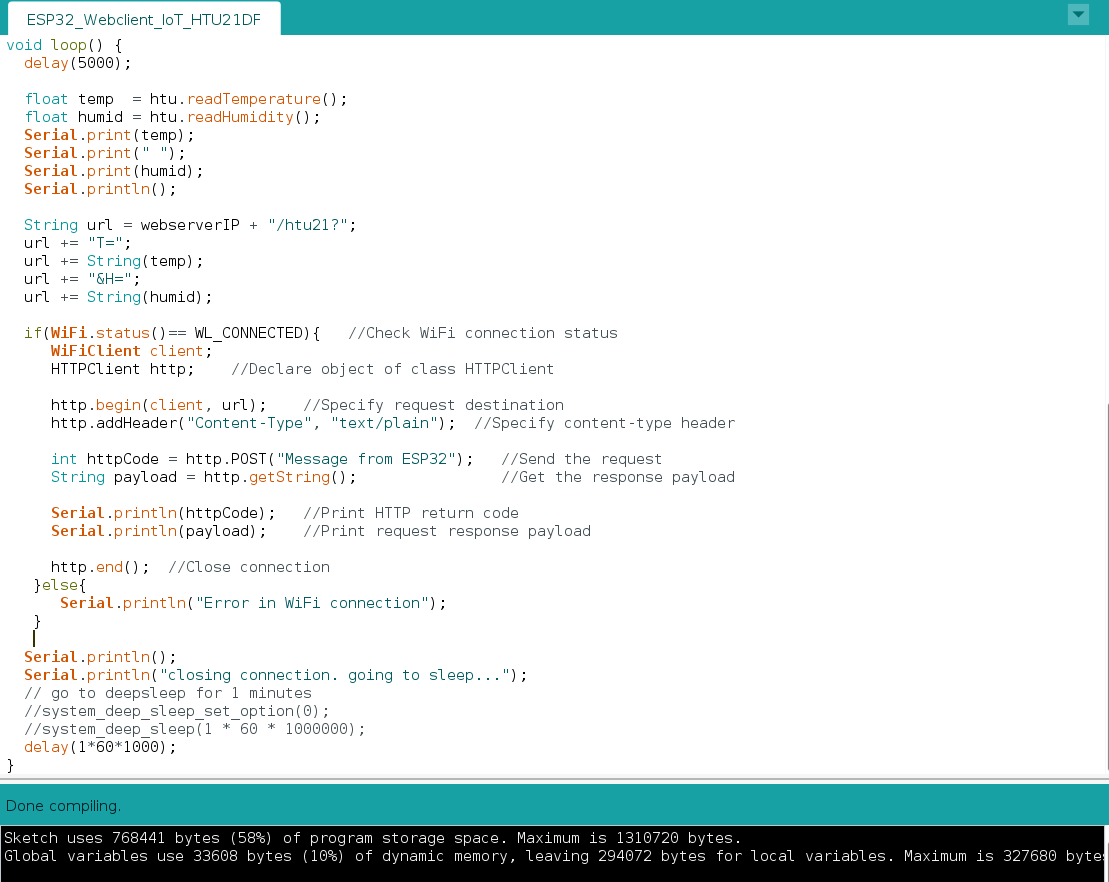 ESP32_Webclient_IoT_HTU21DF
void loop() {
  delay(5000);

  float temp  = htu.readTemperature();
  float humid = htu.readHumidity();
  Serial.print(temp);
  Serial.print(" ");
  Serial.print(humid);
  Serial.println();

  String url = webserverIP + "/htu21?";
  url += "T=";
  url += String(temp);
  url += "&H=";
  url += String(humid);

  if(WiFi.status()== WL_CONNECTED){   //Check WiFi connection status
     WiFiClient client;
     HTTPClient http;    //Declare object of class HTTPClient

     http.begin(client, url);    //Specify request destination
     http.addHeader("Content-Type", "text/plain");  //Specify content-type header

     int httpCode = http.POST("Message from ESP32");   //Send the request
     String payload = http.getString();                //Get the response payload

     Serial.println(httpCode);   //Print HTTP return code
     Serial.println(payload);    //Print request response payload

     http.end();  //Close connection
   }else{
      Serial.println("Error in WiFi connection");
   }

  Serial.println();
  Serial.println("closing connection. going to sleep...");
  // go to deepsleep for 1 minutes
  //system_deep_sleep_set_option(0);
  //system_deep_sleep(1 * 60 * 1000000);
  delay(1*60*1000);
}
Done compiling.
Sketch uses 768441 bytes (58%) of program storage space. Maximum is 1310720 bytes.
Global variables use 33608 bytes (10%) of dynamic memory, leaving 294072 bytes for local variables. Maximum is 327680 bytes